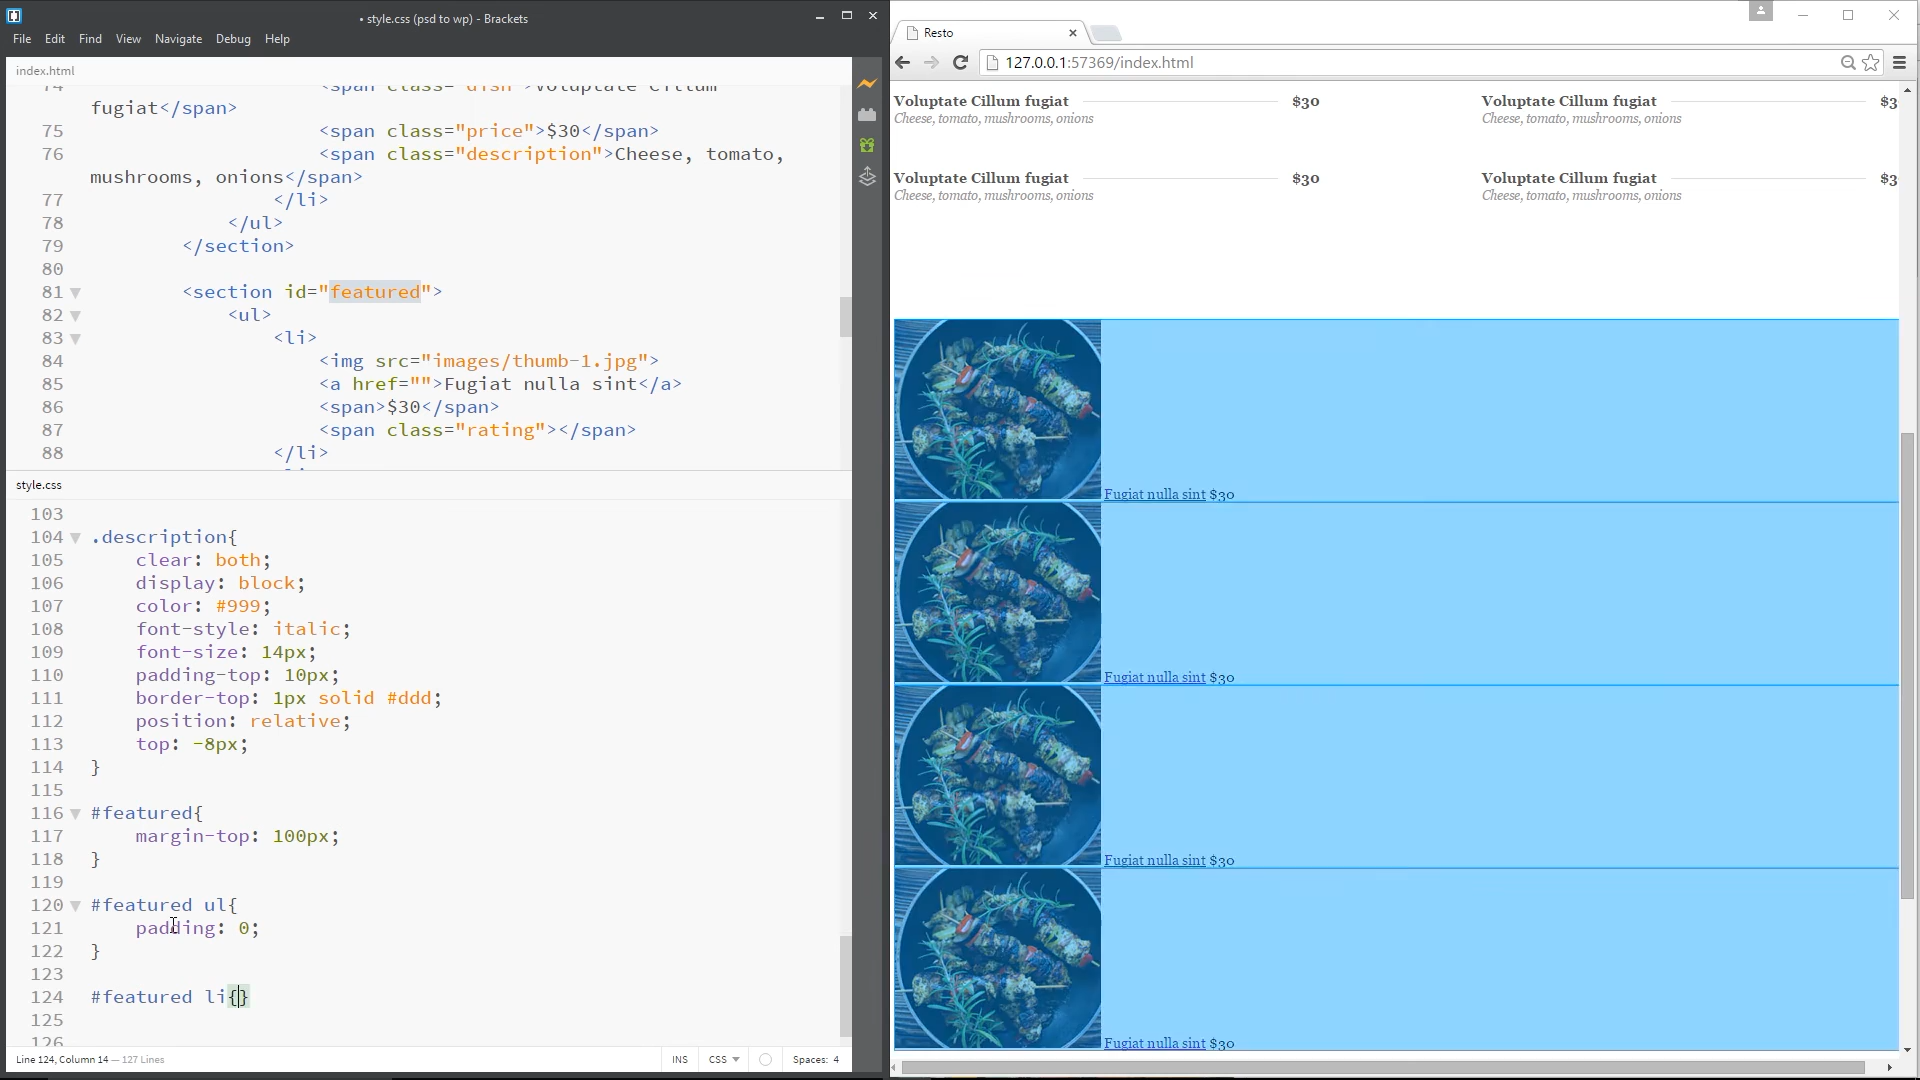 • style.css (psd to wp) - Brackets
File Edit Find View Navigate Debug Help
index.html
74 <span class="dish">Voluptate Cillum
fugiat</span>
75 <span class="price">$30</span>
76 <span class="description">Cheese, tomato,
mushrooms, onions</span>
77 </li>
78 </ul>
79 </section>
80
81 <section id="featured">
82 <ul>
83 <li>
84 <img src="images/thumb-1.jpg">
85 <a href="">Fugiat nulla sint</a>
86 <span>$30</span>
87 <span class="rating"></span>
88 </li>
style.css
103
104 .description{
105 clear: both;
106 display: block;
107 color: #999;
108 font-style: italic;
109 font-size: 14px;
110 padding-top: 10px;
111 border-top: 1px solid #ddd;
112 position: relative;
113 top: -8px;
114 }
115
116 #featured{
117 margin-top: 100px;
118 }
119
120 #featured ul{
121 padding: 0;
122 }
123
124 #featured li{}
125
126
Line 124, Column 14 — 127 Lines
INS CSS Spaces: 4
Resto
127.0.0.1:57369/index.html
Voluptate Cillum fugiat $30 Voluptate Cillum fugiat $3
Cheese, tomato, mushrooms, onions Cheese, tomato, mushrooms, onions
Voluptate Cillum fugiat $30 Voluptate Cillum fugiat $3
Cheese, tomato, mushrooms, onions Cheese, tomato, mushrooms, onions
Fugiat nulla sint $30
Fugiat nulla sint $30
Fugiat nulla sint $30
Fugiat nulla sint $30